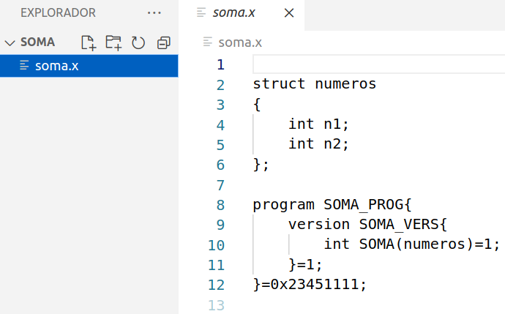 EXPLORADOR ...
SOMA
soma.x
soma.x
soma.x
1
2 struct numeros
3 {
4     int n1;
5     int n2;
6 };
7
8 program SOMA_PROG{
9     version SOMA_VERS{
10         int SOMA(numeros)=1;
11     }=1;
12 }=0x23451111;
13